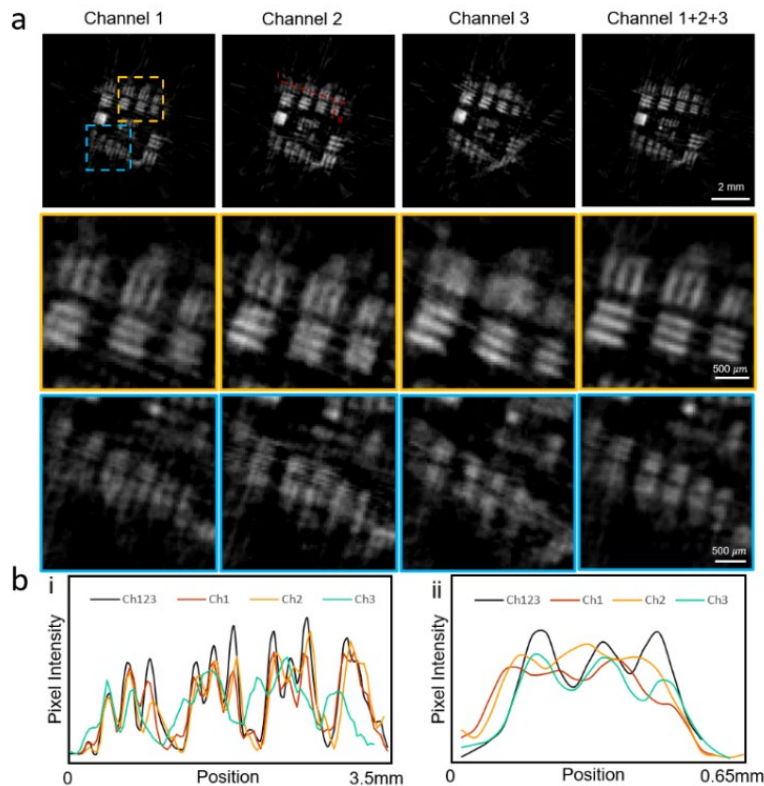 a
Channel 1 Channel 2 Channel 3 Channel 1+2+3
2 mm
500 μm
500 μm
b
i
Ch123 Ch1 Ch2 Ch3
Pixel Intensity
0 Position 3.5mm
ii
Ch123 Ch1 Ch2 Ch3
Pixel Intensity
0 Position 0.65mm